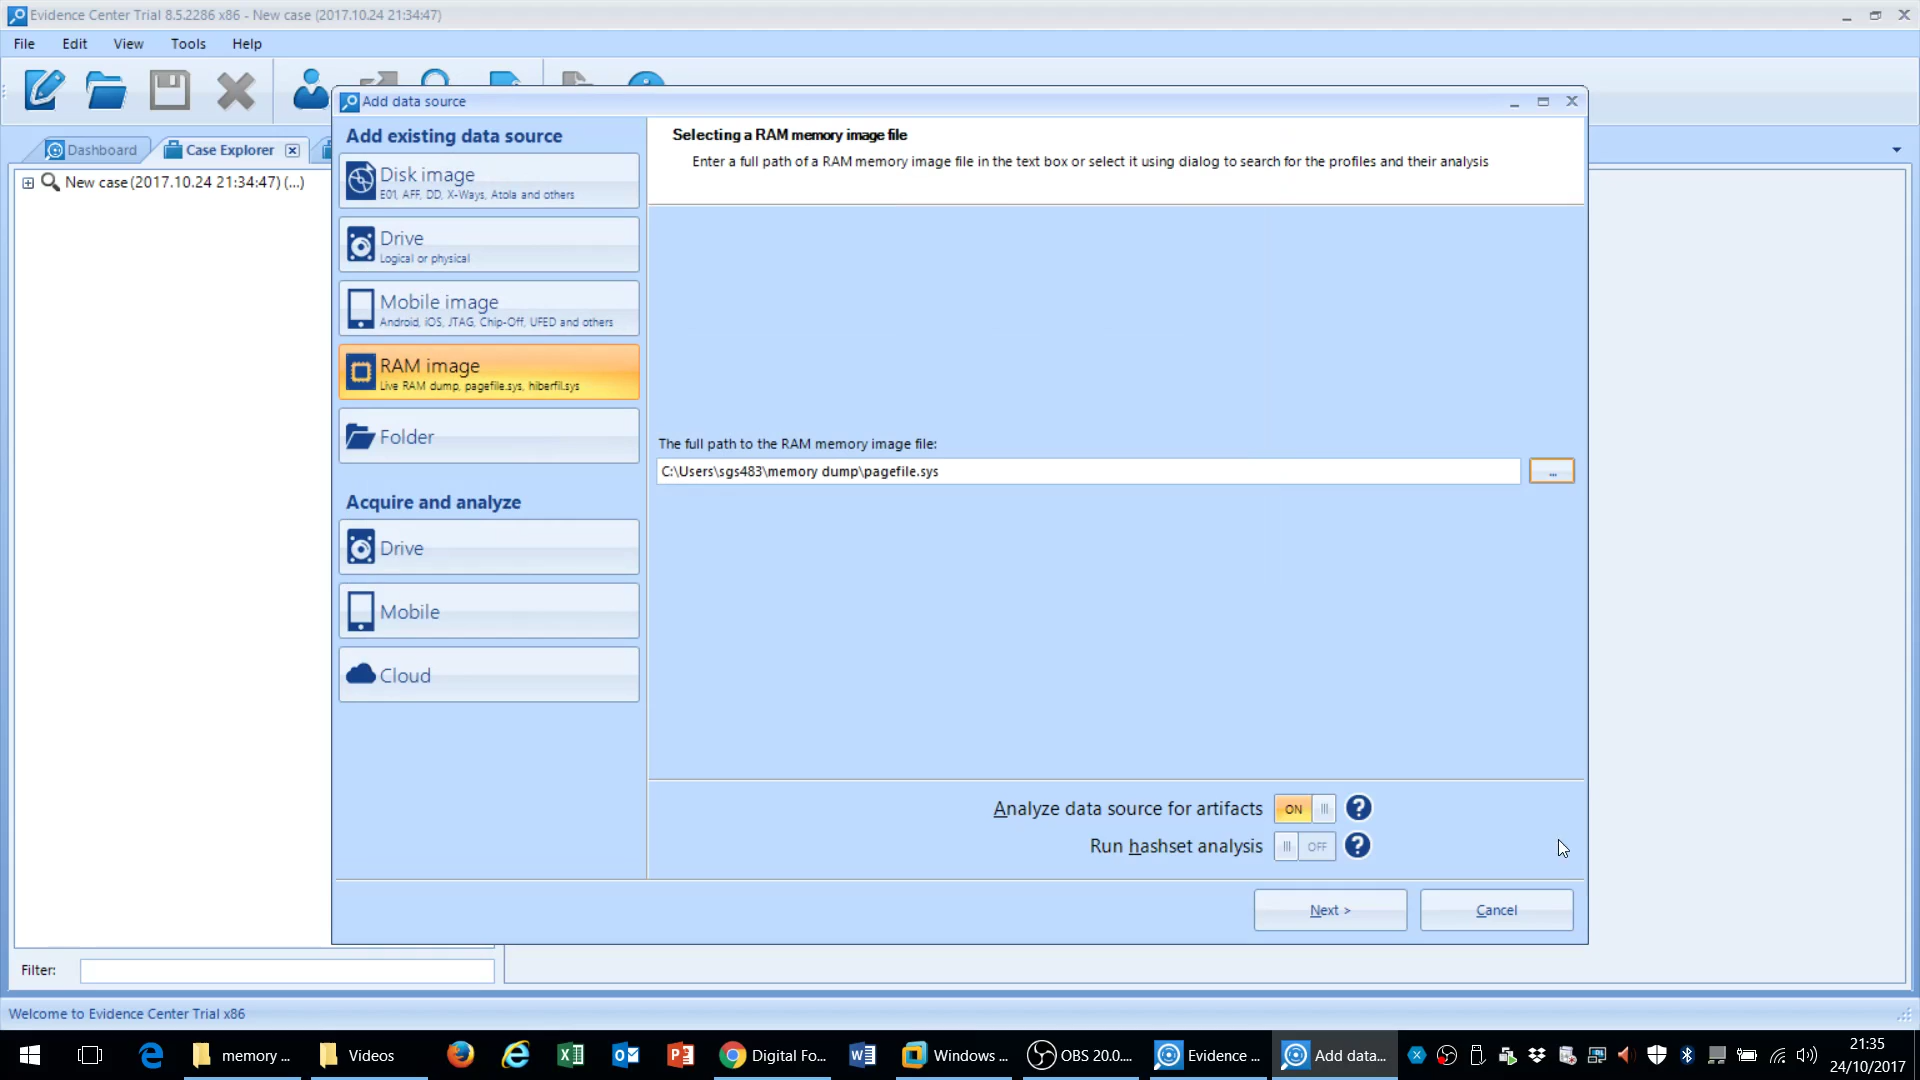 Evidence Center Trial 8.5.2286 x86 - New case (2017.10.24 21:34:47)
File Edit View Tools Help
Add data source
Dashboard
Case Explorer
New case (2017.10.24 21:34:47) (...)
Add existing data source
Disk image
E01, AFF, DD, X-Ways, Atola and others
Drive
Logical or physical
Mobile image
Android, iOS, JTAG, Chip-Off, UFED and others
RAM image
Live RAM dump, pagefile.sys, hiberfil.sys
Folder
Acquire and analyze
Drive
Mobile
Cloud
Selecting a RAM memory image file
Enter a full path of a RAM memory image file in the text box or select it using dialog to search for the profiles and their analysis
The full path to the RAM memory image file:
C:\Users\sgs483\memory dump\pagefile.sys
...
Analyze data source for artifacts ON
Run hashset analysis OFF
Next >
Cancel
Filter:
Welcome to Evidence Center Trial x86
memory ...
Videos
Digital Fo...
Windows ...
OBS 20.0....
Evidence ...
Add data...
21:35
24/10/2017